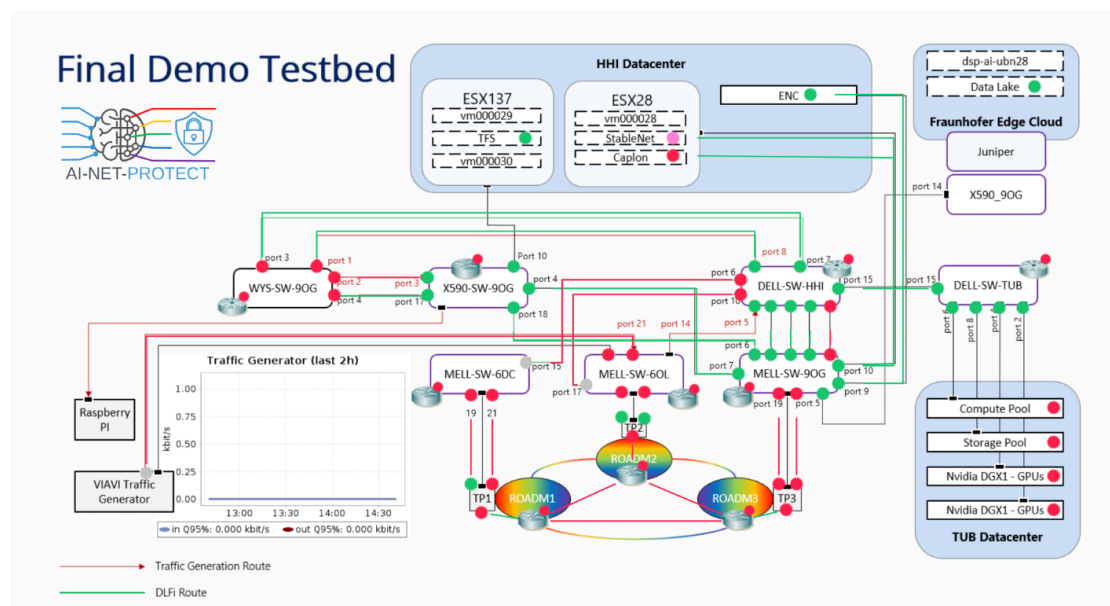 Final Demo Testbed
AI-NET-PROTECT
HHI Datacenter
ESX137
vm000029
TFS
vm000030
ESX28
vm000028
StableNet
Caplon
ENC
dsp-ai-ubn28
Data Lake
Fraunhofer Edge Cloud
Juniper
port 14
X590_9OG
port 3
port 1
port 2
port 4
WYS-SW-9OG
Port 10
port 3
port 17
X590-SW-9OG
port 4
port 18
port 8
port 7
port 6
port 10
DELL-SW-HHI
port 15
port 5
port 15
DELL-SW-TUB
port 6
port 8
port 4
port 2
port 21
port 14
MELL-SW-6DC
port 15
19
21
MELL-SW-6OL
port 17
port 6
port 7
MELL-SW-9OG
port 10
port 9
port 19
port 5
Raspberry
PI
VIAVI Traffic
Generator
Traffic Generator (last 2h)
kbit/s
1.00
0.75
0.50
0.25
0.00
13:00
13:30
14:00
14:30
in Q95%: 0.000 kbit/s
out Q95%: 0.000 kbit/s
TP1
TP2
TP3
ROADM1
ROADM2
ROADM3
Compute Pool
Storage Pool
Nvidia DGX1 - GPUs
Nvidia DGX1 - GPUs
TUB Datacenter
Traffic Generation Route
DLFi Route